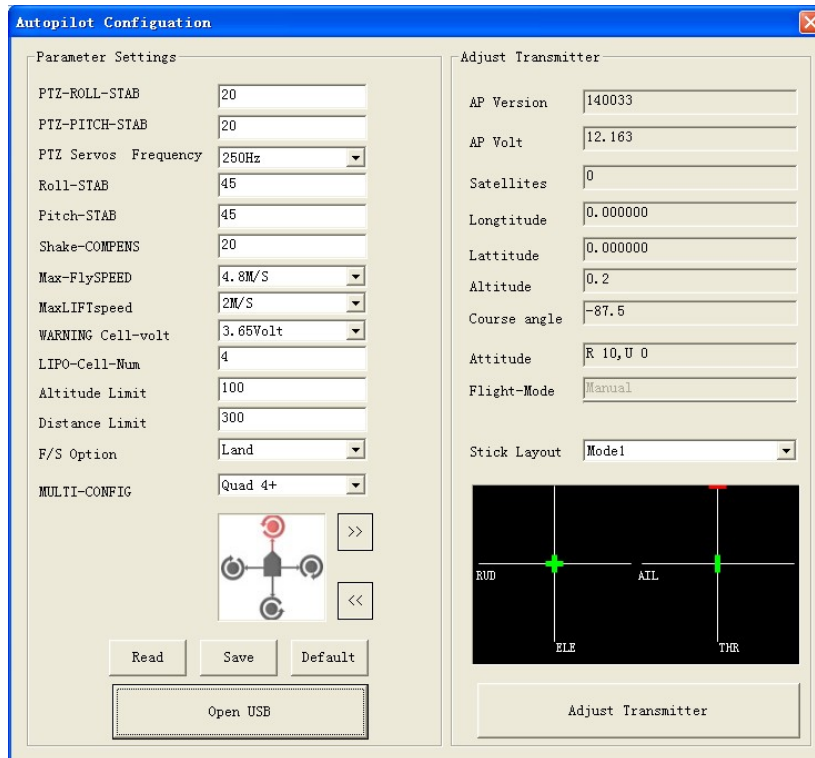 Autopilot Configuation
Parameter Settings
PTZ-ROLL-STAB 20
PTZ-PITCH-STAB 20
PTZ Servos Frequency 250Hz
Roll-STAB 45
Pitch-STAB 45
Shake-COMPENS 20
Max-FlySPEED 4.8M/S
MaxLIFTspeed 2M/S
WARNING Cell-volt 3.65Volt
LIPO-Cell-Num 4
Altitude Limit 100
Distance Limit 300
F/S Option Land
MULTI-CONFIG Quad 4+
>>
<<
Read Save Default
Open USB
Adjust Transmitter
AP Version 140033
AP Volt 12.163
Satellites 0
Longtitude 0.000000
Lattitude 0.000000
Altitude 0.2
Course angle -87.5
Attitude R 10,U 0
Flight-Mode Manual
Stick Layout Mode1
RUD AIL
ELE THR
Adjust Transmitter